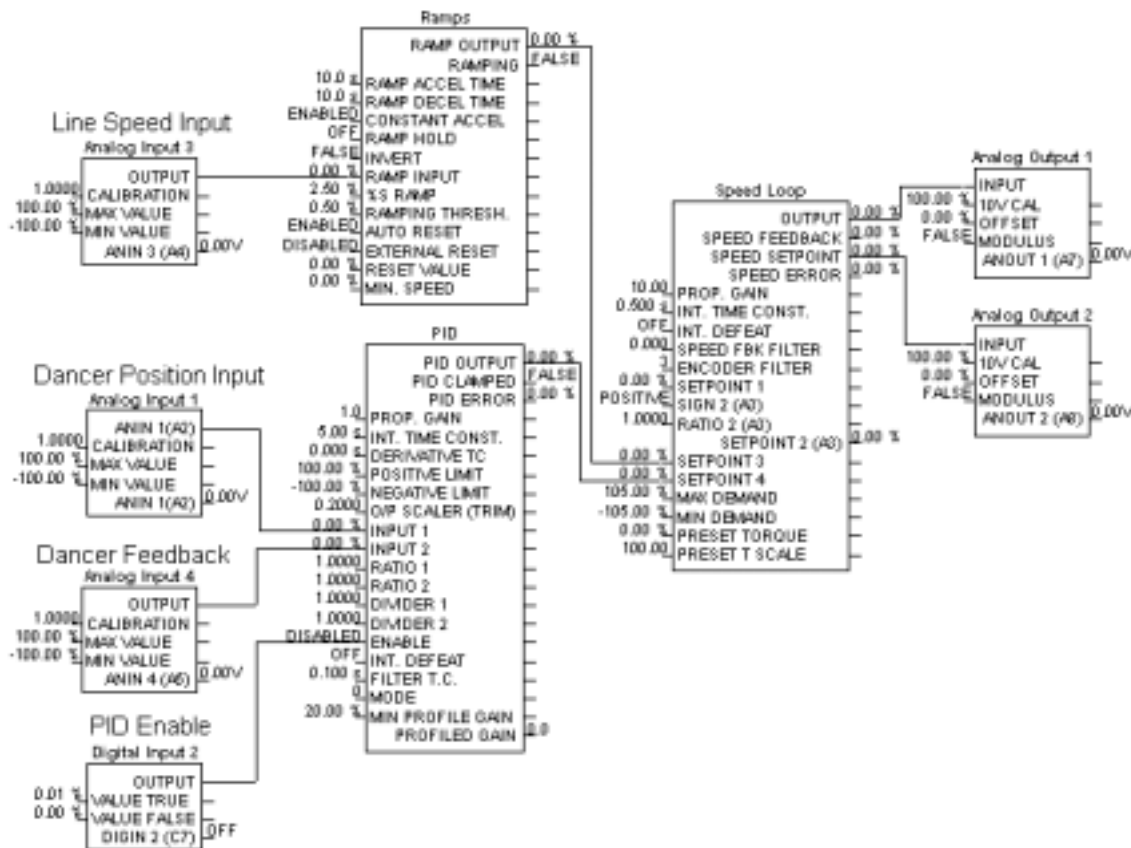 Line Speed Input
Analog Input 3
OUTPUT
1.0000 CALIBRATION
100.00 % MAX VALUE
-100.00 % MIN VALUE
ANIN 3 (A4) 0.00V
Ramps
RAMP OUTPUT 0.00 %
RAMPING FALSE
10.0 s RAMP ACCEL TIME
10.0 s RAMP DECEL TIME
ENABLED CONSTANT ACCEL
OFF RAMP HOLD
FALSE INVERT
0.00 % RAMP INPUT
2.50 % %S RAMP
0.50 % RAMPING THRESH.
ENABLED AUTO RESET
DISABLED EXTERNAL RESET
0.00 % RESET VALUE
0.00 % MIN. SPEED
Dancer Position Input
Analog Input 1
ANIN 1(A2)
1.0000 CALIBRATION
100.00 % MAX VALUE
-100.00 % MIN VALUE
ANIN 1(A2) 0.00V
Dancer Feedback
Analog Input 4
OUTPUT
1.0000 CALIBRATION
100.00 % MAX VALUE
-100.00 % MIN VALUE
ANIN 4 (A5) 0.00V
PID Enable
Digital Input 2
OUTPUT
0.01 % VALUE TRUE
0.00 % VALUE FALSE
DIGIN 2 (C7) OFF
PID
PID OUTPUT 0.00 %
PID CLAMPED FALSE
PID ERROR 0.00 %
1.0 PROP. GAIN
5.00 s INT. TIME CONST.
0.000 s DERIVATIVE TC
100.00 % POSITIVE LIMIT
-100.00 % NEGATIVE LIMIT
0.2000 O/P SCALER (TRIM)
0.00 % INPUT 1
0.00 % INPUT 2
1.0000 RATIO 1
1.0000 RATIO 2
1.0000 DIVIDER 1
1.0000 DIVIDER 2
DISABLED ENABLE
OFF INT. DEFEAT
0.100 s FILTER T.C.
0 MODE
20.00 % MIN PROFILE GAIN
PROFILED GAIN 0.0
Speed Loop
OUTPUT 0.00 %
SPEED FEEDBACK 0.00 %
SPEED SETPOINT 0.00 %
SPEED ERROR 0.00 %
10.00 PROP. GAIN
0.500 s INT. TIME CONST.
OFF INT. DEFEAT
0.000 SPEED FBK FILTER
ENCODER FILTER
0.00 % SETPOINT 1
POSITIVE SIGN 2 (A3)
1.0000 RATIO 2 (A3)
SETPOINT 2 (A3) 0.00 %
0.00 % SETPOINT 3
0.00 % SETPOINT 4
105.00 % MAX DEMAND
-105.00 % MIN DEMAND
0.00 % PRESET TORQUE
100.00 PRESET T SCALE
Analog Output 1
INPUT
100.00 % 10V CAL
0.00 % OFFSET
FALSE MODULUS
ANOUT 1 (A7) 0.00V
Analog Output 2
INPUT
100.00 % 10V CAL
0.00 % OFFSET
FALSE MODULUS
ANOUT 2 (A8) 0.00V